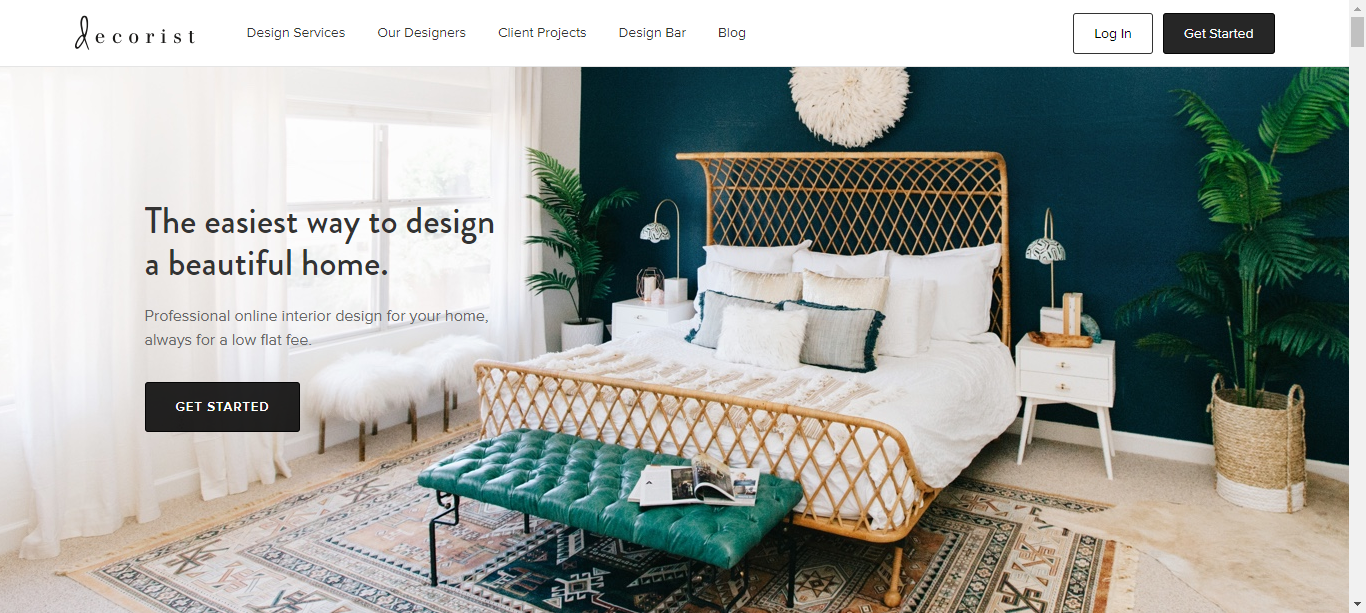 decorist
Design Services
Our Designers
Client Projects
Design Bar
Blog
Log In
Get Started
The easiest way to design
a beautiful home.
Professional online interior design for your home,
always for a low flat fee.
GET STARTED